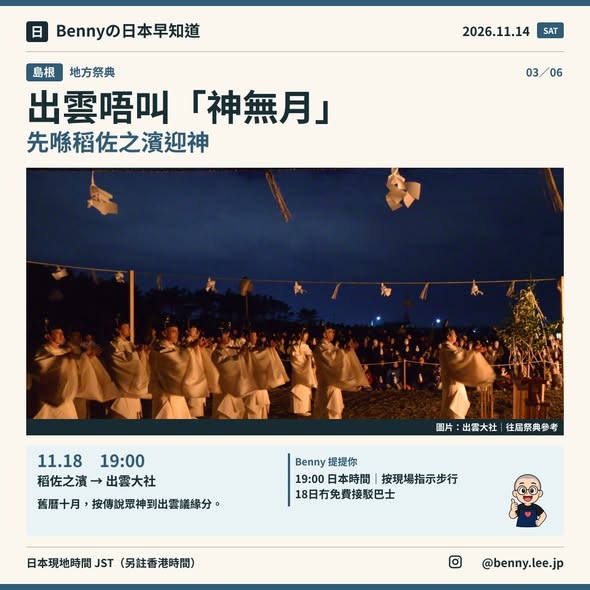 日 Bennyの日本早知道
2026.11.14 SAT
島根 地方祭典
03／06
出雲唔叫「神無月」
先喺稻佐之濱迎神
圖片：出雲大社｜往屆祭典參考
11.18 19:00
稻佐之濱 → 出雲大社
舊曆十月，按傳說眾神到出雲議緣分。
Benny 提提你
19:00 日本時間｜按現場指示步行
18日冇免費接駁巴士
日本現地時間 JST（另註香港時間）
@benny.lee.jp